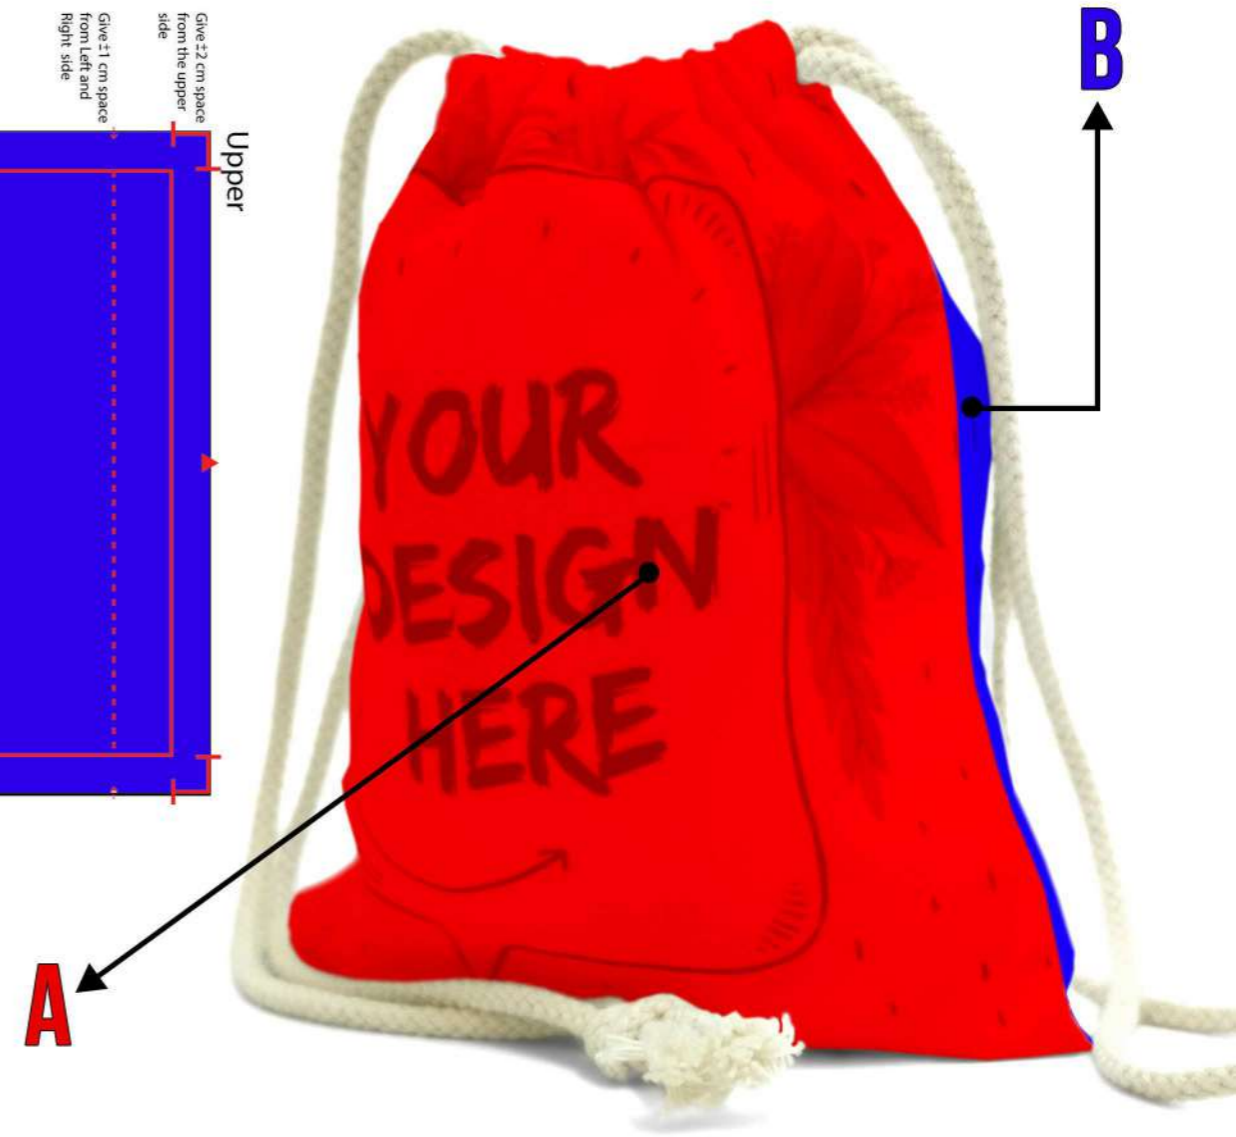 Give±2 cm space
from the upper
side
Give±1 cm space
from Left and
Right side
Upper
B
YOUR
DESIGN
HERE
A